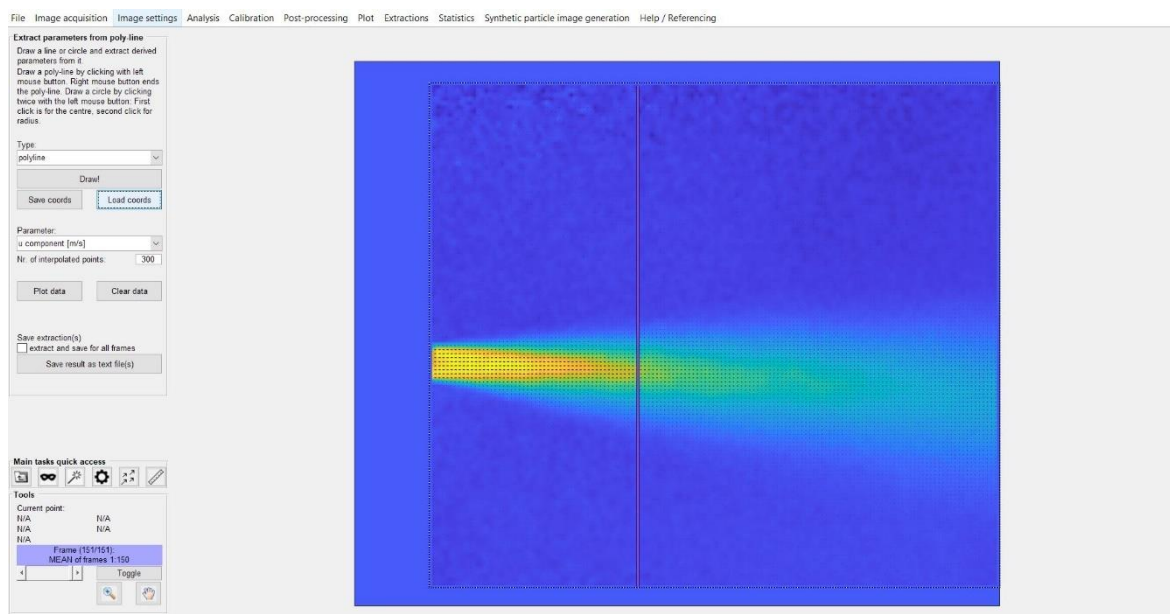 File Image acquisition Image settings Analysis Calibration Post-processing Plot Extractions Statistics Synthetic particle image generation Help / Referencing
Extract parameters from poly-line
Draw a line or circle and extract derived
parameters from it.
Draw a poly-line by clicking with left
mouse button. Right mouse button ends
the poly-line. Draw a circle by clicking
twice with the left mouse button: First
click is for the centre, second click for
radius.
Type:
polyline
Draw!
Save coords Load coords
Parameter:
u component [m/s]
Nr. of interpolated points: 300
Plot data Clear data
Save extraction(s)
extract and save for all frames
Save result as text file(s)
Main tasks quick access
Tools
Current point:
N/A N/A
N/A N/A
N/A
Frame (151/151):
MEAN of frames 1:150
Toggle